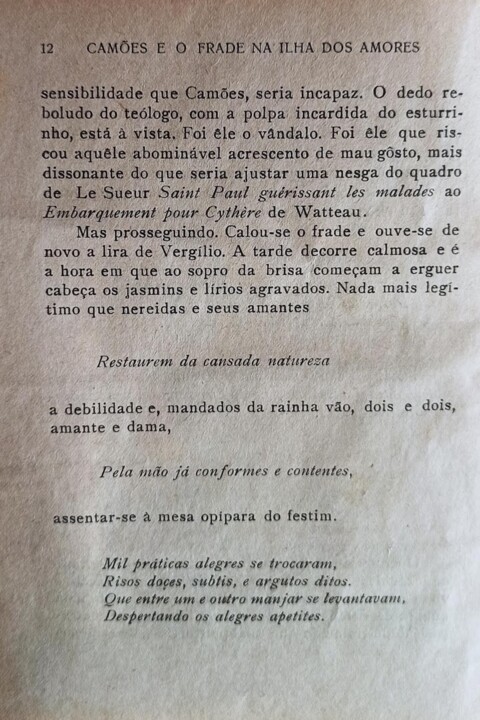 12 CAMÕES E O FRADE NA ILHA DOS AMORES
sensibilidade que Camões, seria incapaz. O dedo re-
boludo do teólogo, com a polpa incardida do esturri-
nho, está à vista. Foi êle o vândalo. Foi êle que ris-
cou aquêle abominável acrescento de mau gôsto, mais
dissonante do que seria ajustar uma nesga do quadro
de Le Sueur Saint Paul guérissant les malades ao
Embarquement pour Cythère de Watteau.
Mas prosseguindo. Calou-se o frade e ouve-se de
novo a lira de Vergílio. A tarde decorre calmosa e é
a hora em que ao sopro da brisa começam a erguer
cabeça os jasmins e lírios agravados. Nada mais legí-
timo que nereidas e seus amantes
Restaurem da cansada natureza
a debilidade e, mandados da rainha vão, dois e dois,
amante e dama,
Pela mão já conformes e contentes,
assentar-se à mesa opípara do festim.
Mil práticas alegres se trocaram,
Risos doçes, subtis, e argutos ditos.
Que entre um e outro manjar se levantavam,
Despertando os alegres apetites.